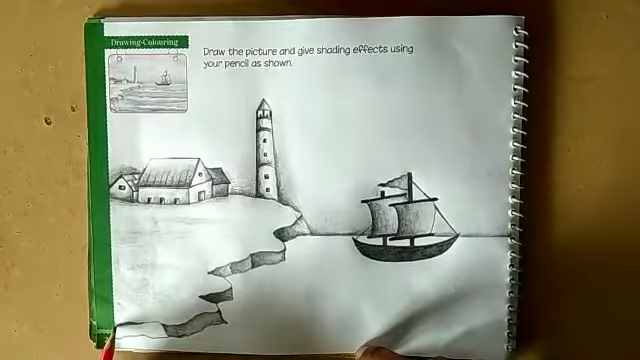 Drawing-Colouring
Draw the picture and give shading effects using
your pencil as shown.